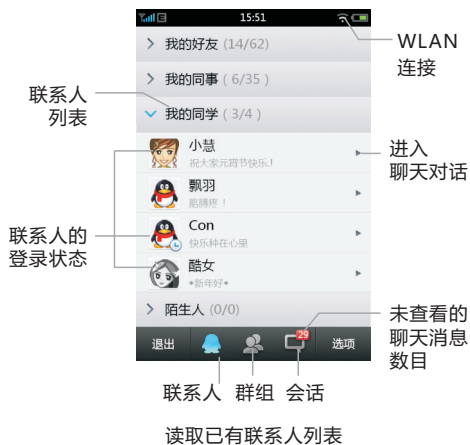 15:51
我的好友 (14/62)
WLAN
连接
我的同事 ( 6/35 )
联系人
列表
我的同学 ( 3/4 )
小慧
祝大家元宵节快乐.!
进入
聊天对话
飘羽
胳膊疼 !
联系人的
登录状态
Con
快乐种在心里
酷女
*新年好*
陌生人 (0/0)
未查看的
聊天消息
数目
退出
29
选项
联系人
群组
会话
读取已有联系人列表